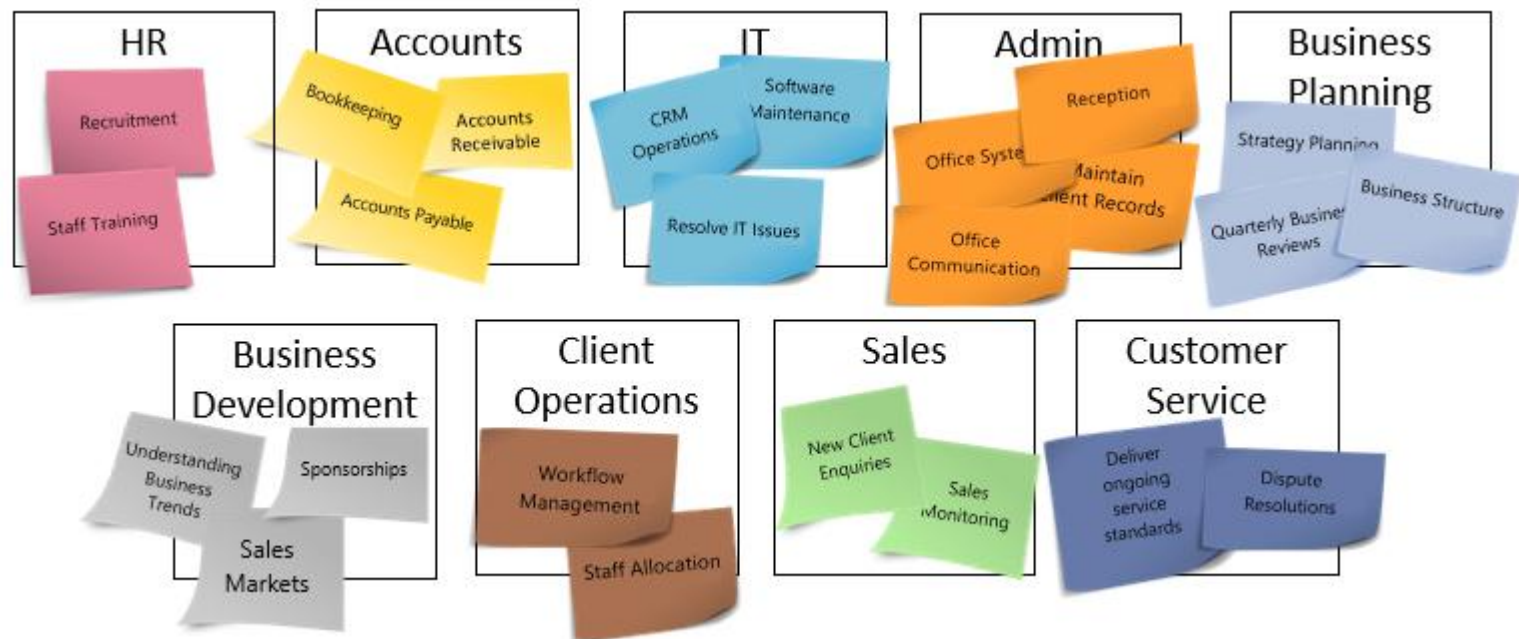 HR
Recruitment
Staff Training
Accounts
Bookkeeping
Accounts
Receivable
Accounts Payable
IT
CRM
Operations
Software
Maintenance
Resolve IT Issues
Admin
Reception
Office
Maintain
Records
Office
Communication
Business
Planning
Strategy Planning
Quarterly
Reviews
Business Structure
Business
Development
Understanding
Business
Trends
Sponsorships
Sales
Markets
Client
Operations
Workflow
Management
Staff Allocation
Sales
New Client
Enquiries
Sales
Monitoring
Customer
Service
Deliver
ongoing
service
standards
Dispute
Resolutions